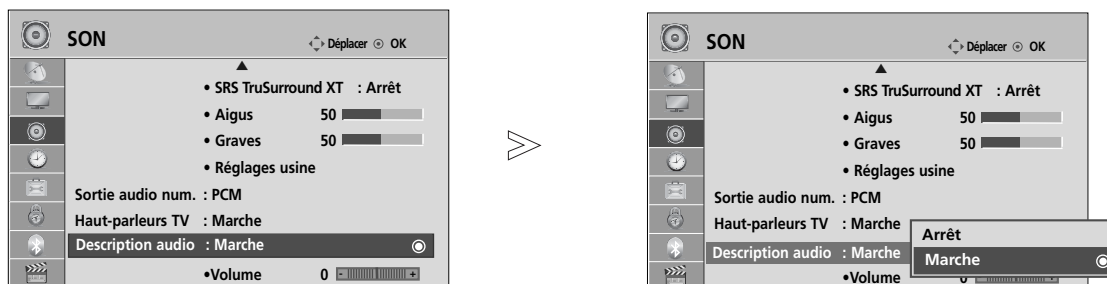 SON
Déplacer OK
• SRS TruSurround XT : Arrêt
• Aigus 50
• Graves 50
• Réglages usine
Sortie audio num. : PCM
Haut-parleurs TV : Marche
Description audio : Marche
•Volume 0 - +
SON
Déplacer OK
• SRS TruSurround XT : Arrêt
• Aigus 50
• Graves 50
• Réglages usine
Sortie audio num. : PCM
Haut-parleurs TV : Marche
Description audio : Marche
•Volume 0
Arrêt
Marche